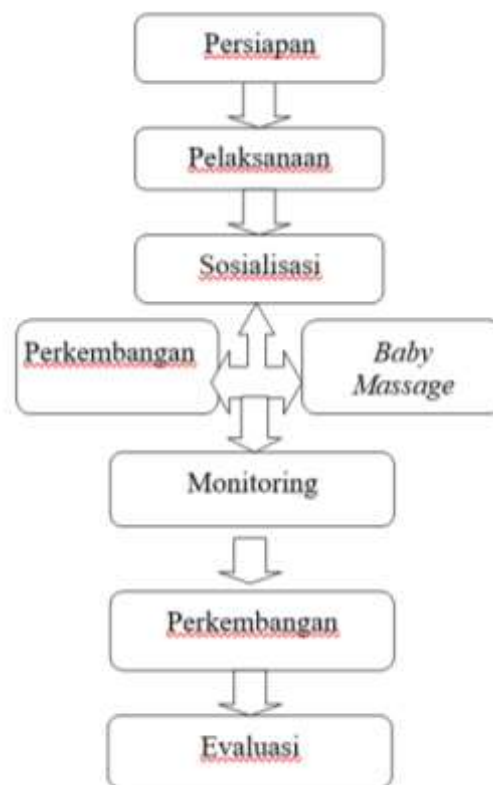 Persiapan
Pelaksanaan
Sosialisasi
Perkembangan
Baby
Massage
Monitoring
Perkembangan
Evaluasi